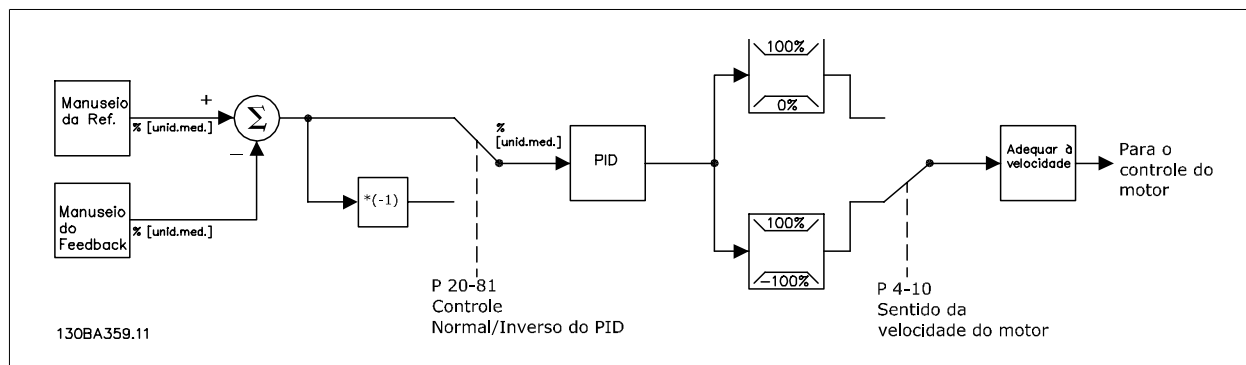 Manuseio
da Ref.
+
% [unid.med.]
Σ
−
Manuseio
do
Feedback
% [unid.med.]
*(-1)
%
[unid.med.]
PID
100%
0%
100%
-100%
Adequar à
velocidade
Para o
controle do
motor
P 20-81
Controle
Normal/Inverso do PID
P 4-10
Sentido da
velocidade do motor
130BA359.11